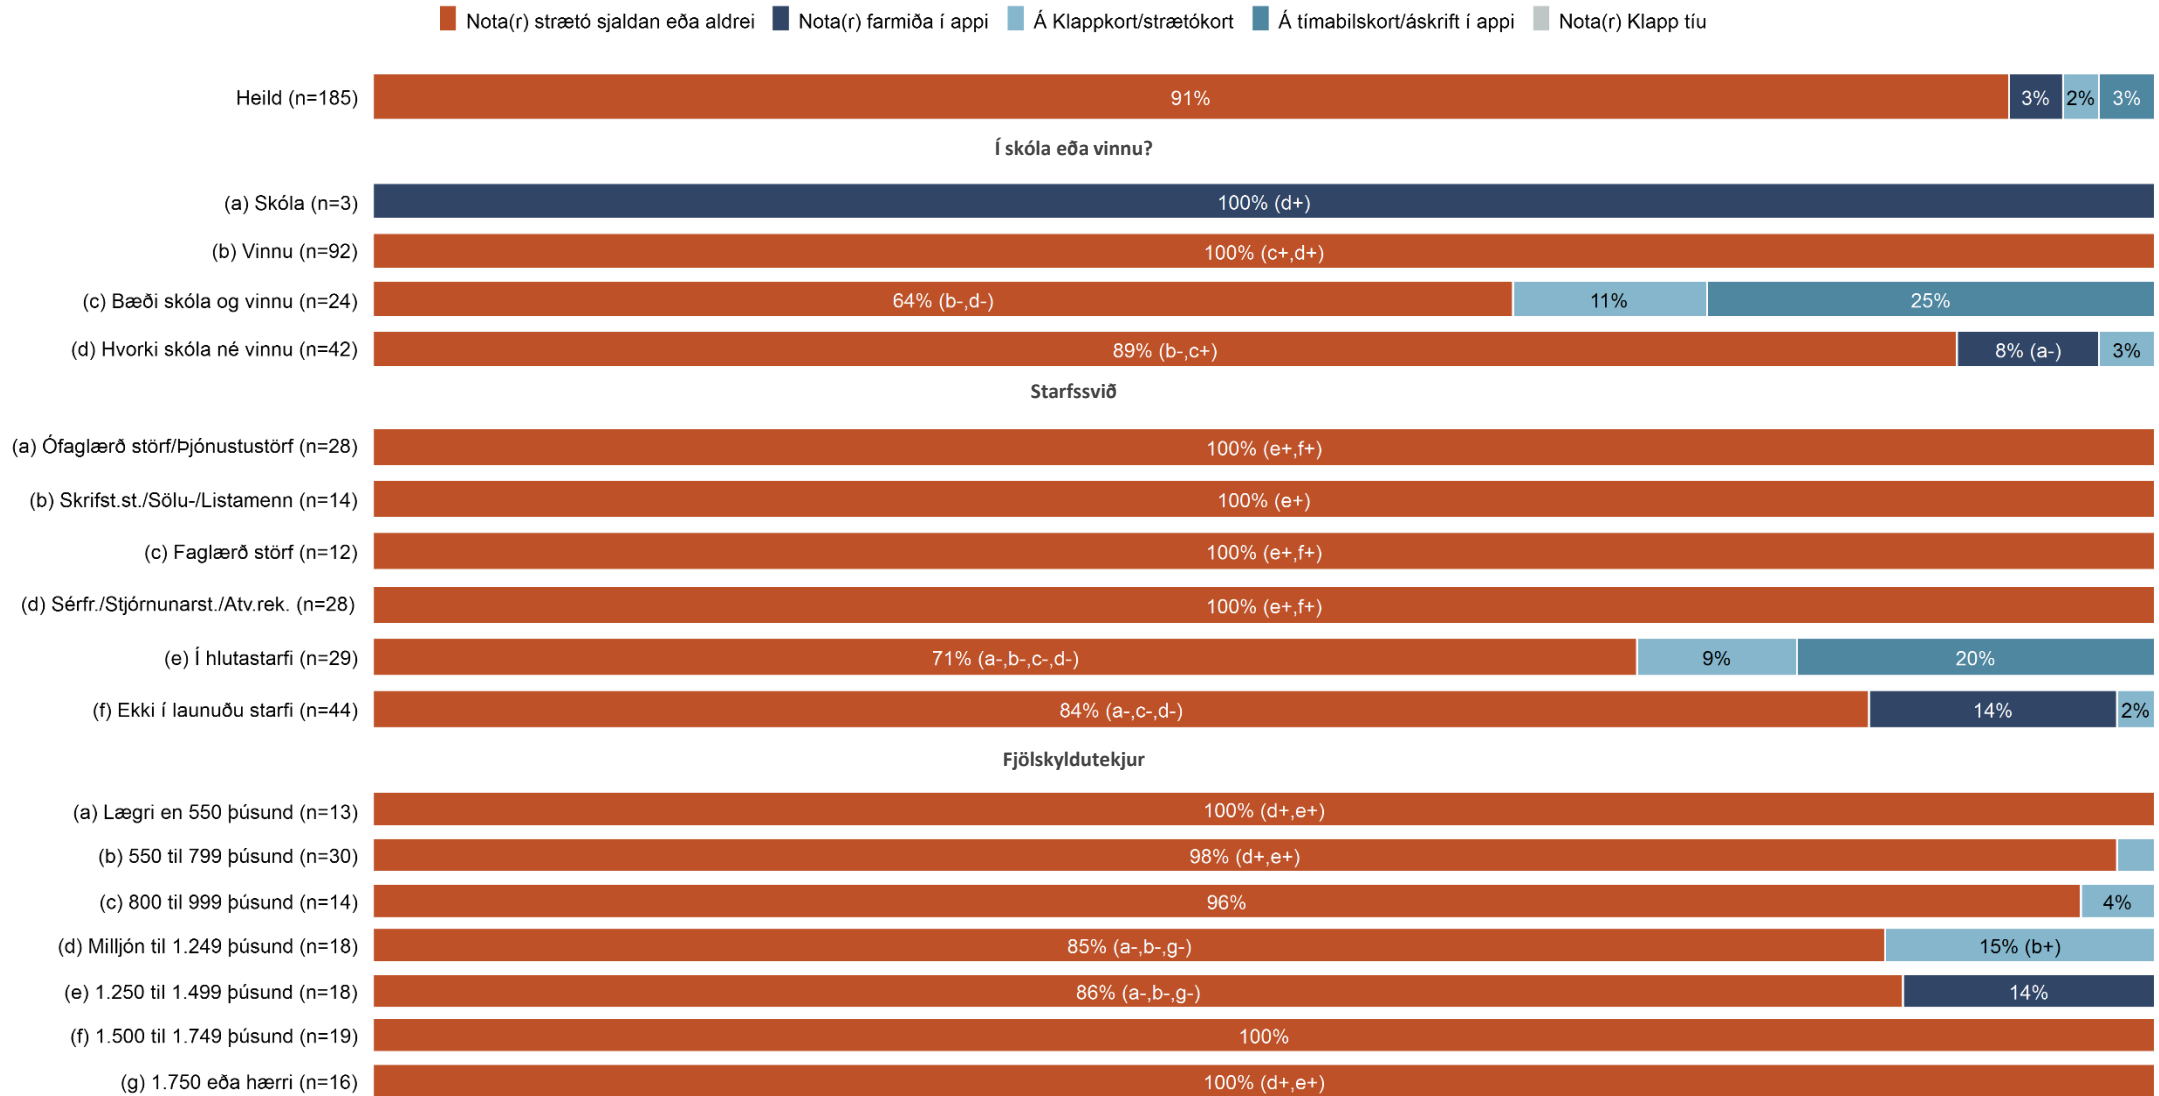 Nota(r) strætó sjaldan eða aldrei Nota(r) farmiða í appi Á Klappkort/strætókort Á tímabilskort/áskrift í appi Nota(r) Klapp tíu
Heild (n=185) 91% 3% 2% 3%
Í skóla eða vinnu?
(a) Skóla (n=3) 100% (d+)
(b) Vinnu (n=92) 100% (c+,d+)
(c) Bæði skóla og vinnu (n=24) 64% (b-,d-) 11% 25%
(d) Hvorki skóla né vinnu (n=42) 89% (b-,c+) 8% (a-) 3%
Starfssvið
(a) Ófaglærð störf/Þjónustustörf (n=28) 100% (e+,f+)
(b) Skrifst.st./Sölu-/Listamenn (n=14) 100% (e+)
(c) Faglærð störf (n=12) 100% (e+,f+)
(d) Sérfr./Stjórnunarst./Atv.rek. (n=28) 100% (e+,f+)
(e) Í hlutastarfi (n=29) 71% (a-,b-,c-,d-) 9% 20%
(f) Ekki í launuðu starfi (n=44) 84% (a-,c-,d-) 14% 2%
Fjölskyldutekjur
(a) Lægri en 550 þúsund (n=13) 100% (d+,e+)
(b) 550 til 799 þúsund (n=30) 98% (d+,e+)
(c) 800 til 999 þúsund (n=14) 96% 4%
(d) Milljón til 1.249 þúsund (n=18) 85% (a-,b-,g-) 15% (b+)
(e) 1.250 til 1.499 þúsund (n=18) 86% (a-,b-,g-) 14%
(f) 1.500 til 1.749 þúsund (n=19) 100%
(g) 1.750 eða hærri (n=16) 100% (d+,e+)